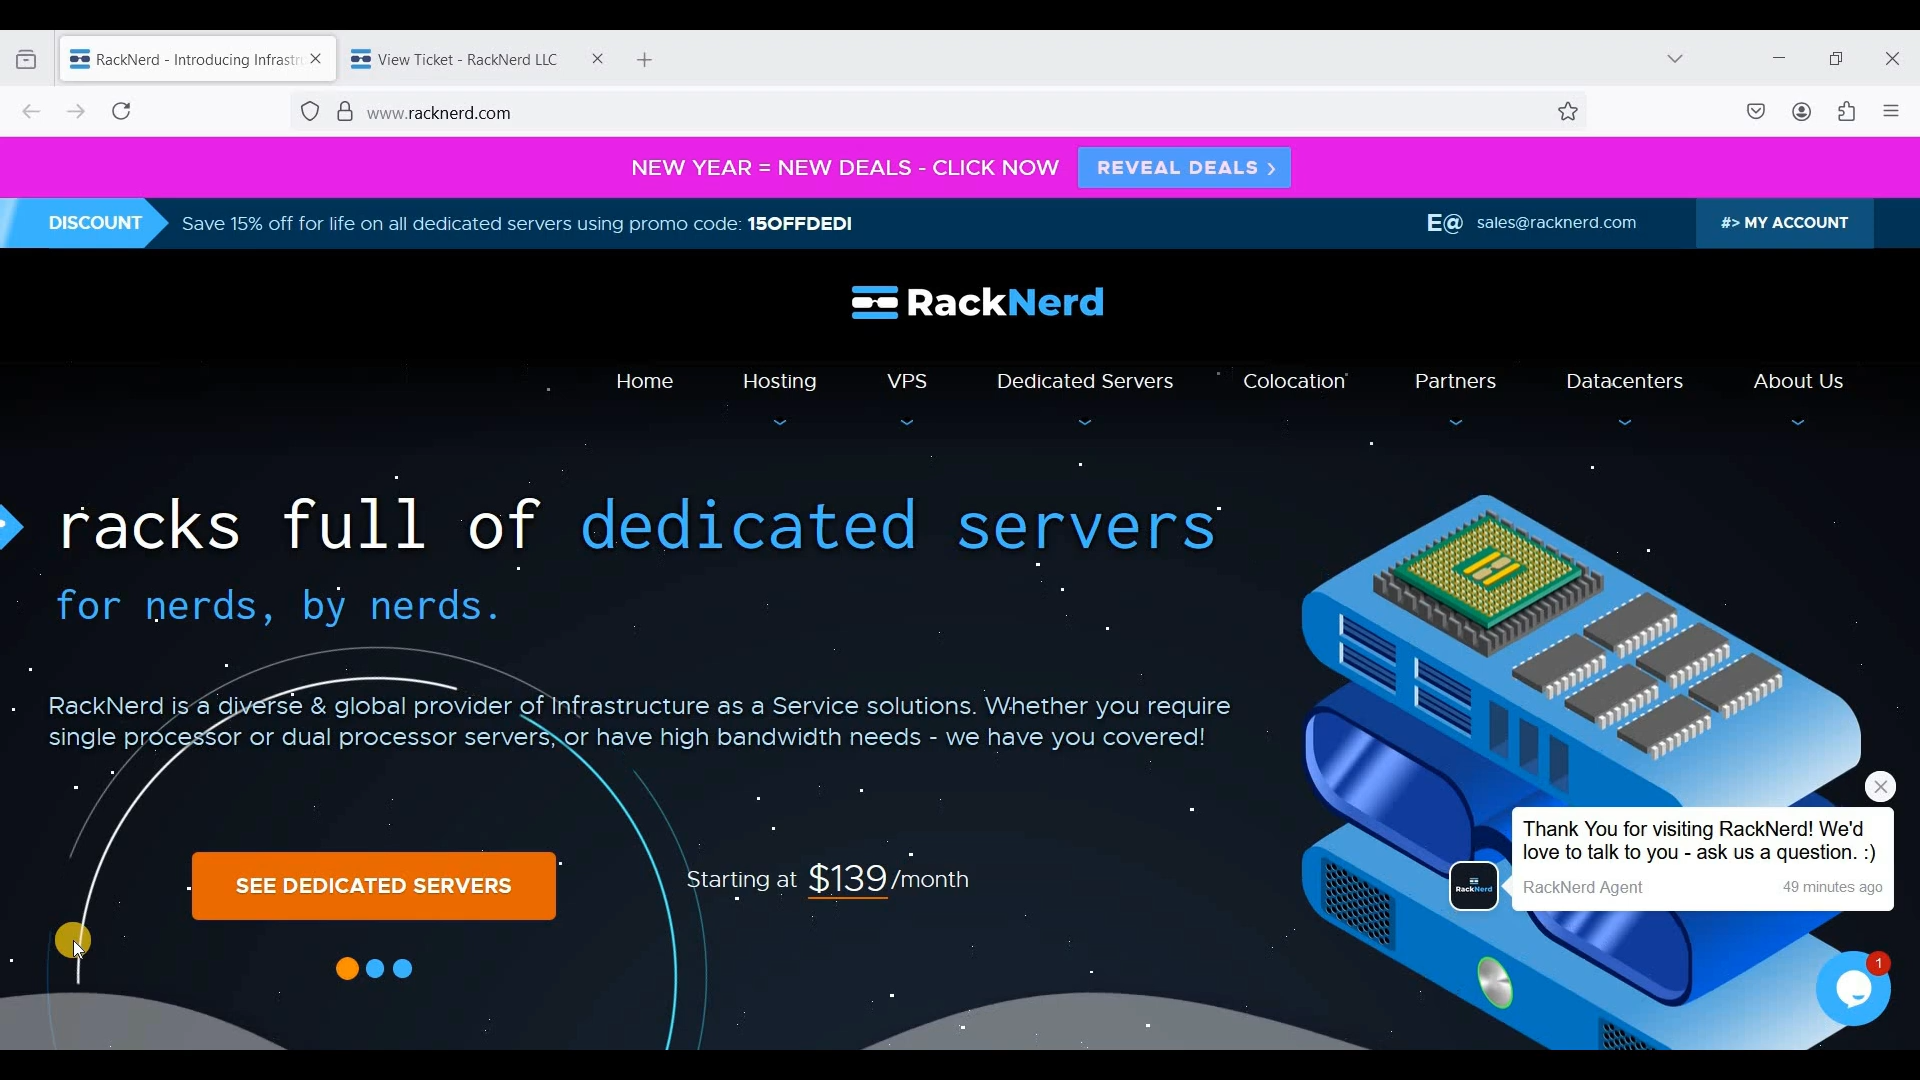 RackNerd - Introducing Infrastr
View Ticket - RackNerd LLC
www.racknerd.com
NEW YEAR = NEW DEALS - CLICK NOW
REVEAL DEALS >
DISCOUNT
Save 15% off for life on all dedicated servers using promo code: 15OFFDEDI
E@ sales@racknerd.com
#> MY ACCOUNT
RackNerd
Home Hosting VPS Dedicated Servers Colocation Partners Datacenters About Us
racks full of dedicated servers
for nerds, by nerds.
RackNerd is a diverse & global provider of Infrastructure as a Service solutions. Whether you require
single processor or dual processor servers, or have high bandwidth needs - we have you covered!
SEE DEDICATED SERVERS
Starting at $139/month
Thank You for visiting RackNerd! We'd
love to talk to you - ask us a question. :)
RackNerd
RackNerd Agent
49 minutes ago
1